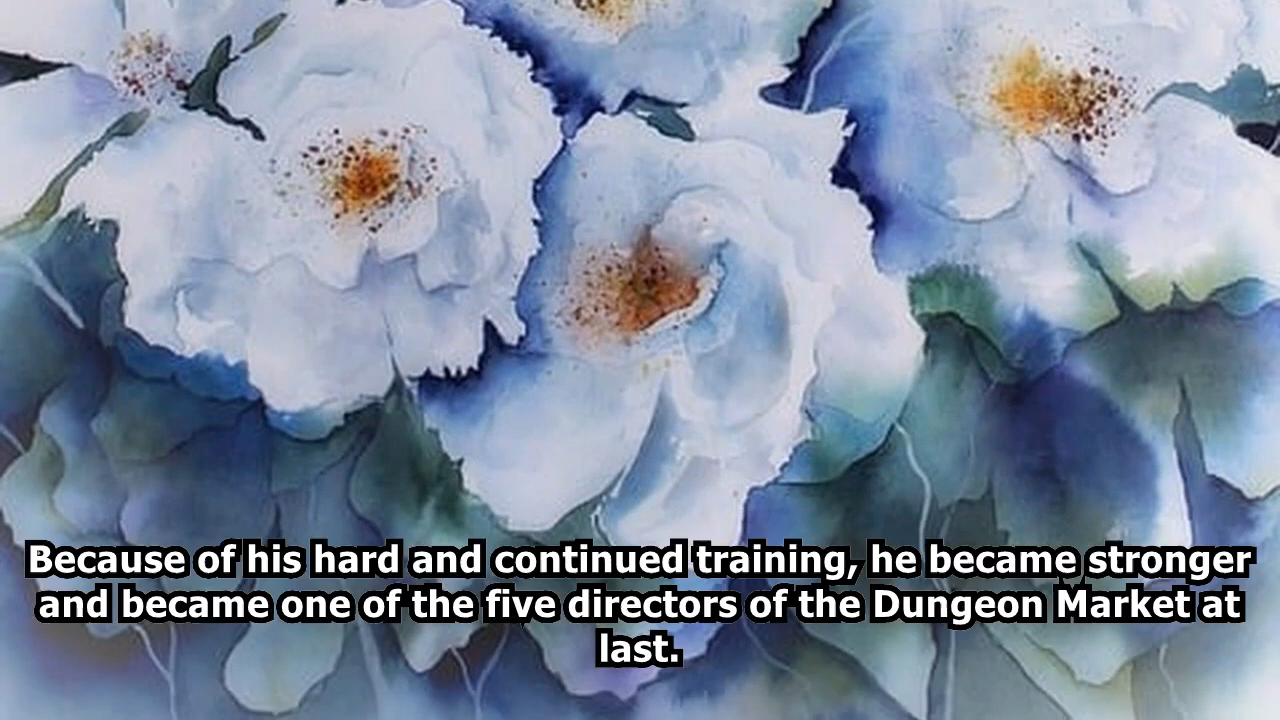 Because of his hard and continued training, he became stronger
and became one of the five directors of the Dungeon Market at
last.